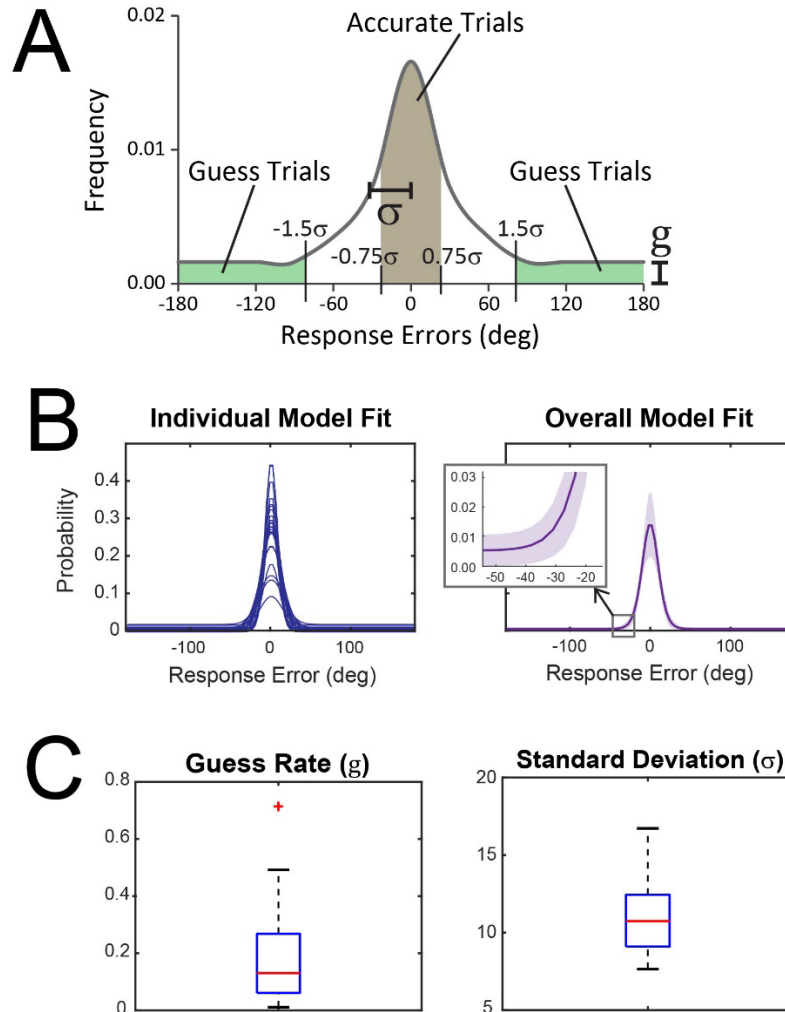 A
0.02
0.01
0.00
Frequency
Accurate Trials
Guess Trials
Guess Trials
σ
-1.5σ
-0.75σ
0.75σ
1.5σ
g
-180
-120
-60
0
60
120
180
Response Errors (deg)
B
Individual Model Fit
0.4
0.3
0.2
0.1
0
Probability
-100
0
100
Response Error (deg)
Overall Model Fit
0.03
0.02
0.01
0.00
-50
-40
-30
-20
-100
0
100
Response Error (deg)
C
Guess Rate (g)
0.8
0.6
0.4
0.2
0
Standard Deviation (σ)
20
15
10
5